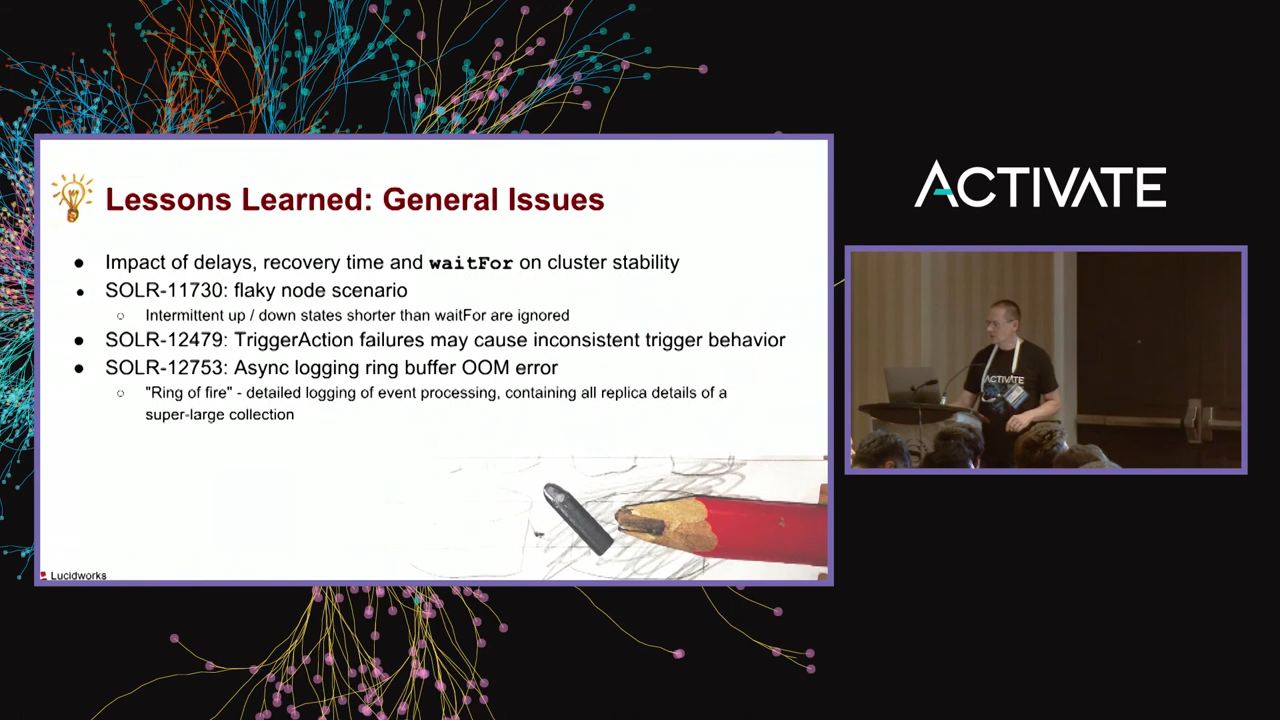 Lessons Learned: General Issues
● Impact of delays, recovery time and waitFor on cluster stability
● SOLR-11730: flaky node scenario
○ Intermittent up / down states shorter than waitFor are ignored
● SOLR-12479: TriggerAction failures may cause inconsistent trigger behavior
● SOLR-12753: Async logging ring buffer OOM error
○ "Ring of fire" - detailed logging of event processing, containing all replica details of a
super-large collection
Lucidworks
ACTIVATE
ACTIVATE